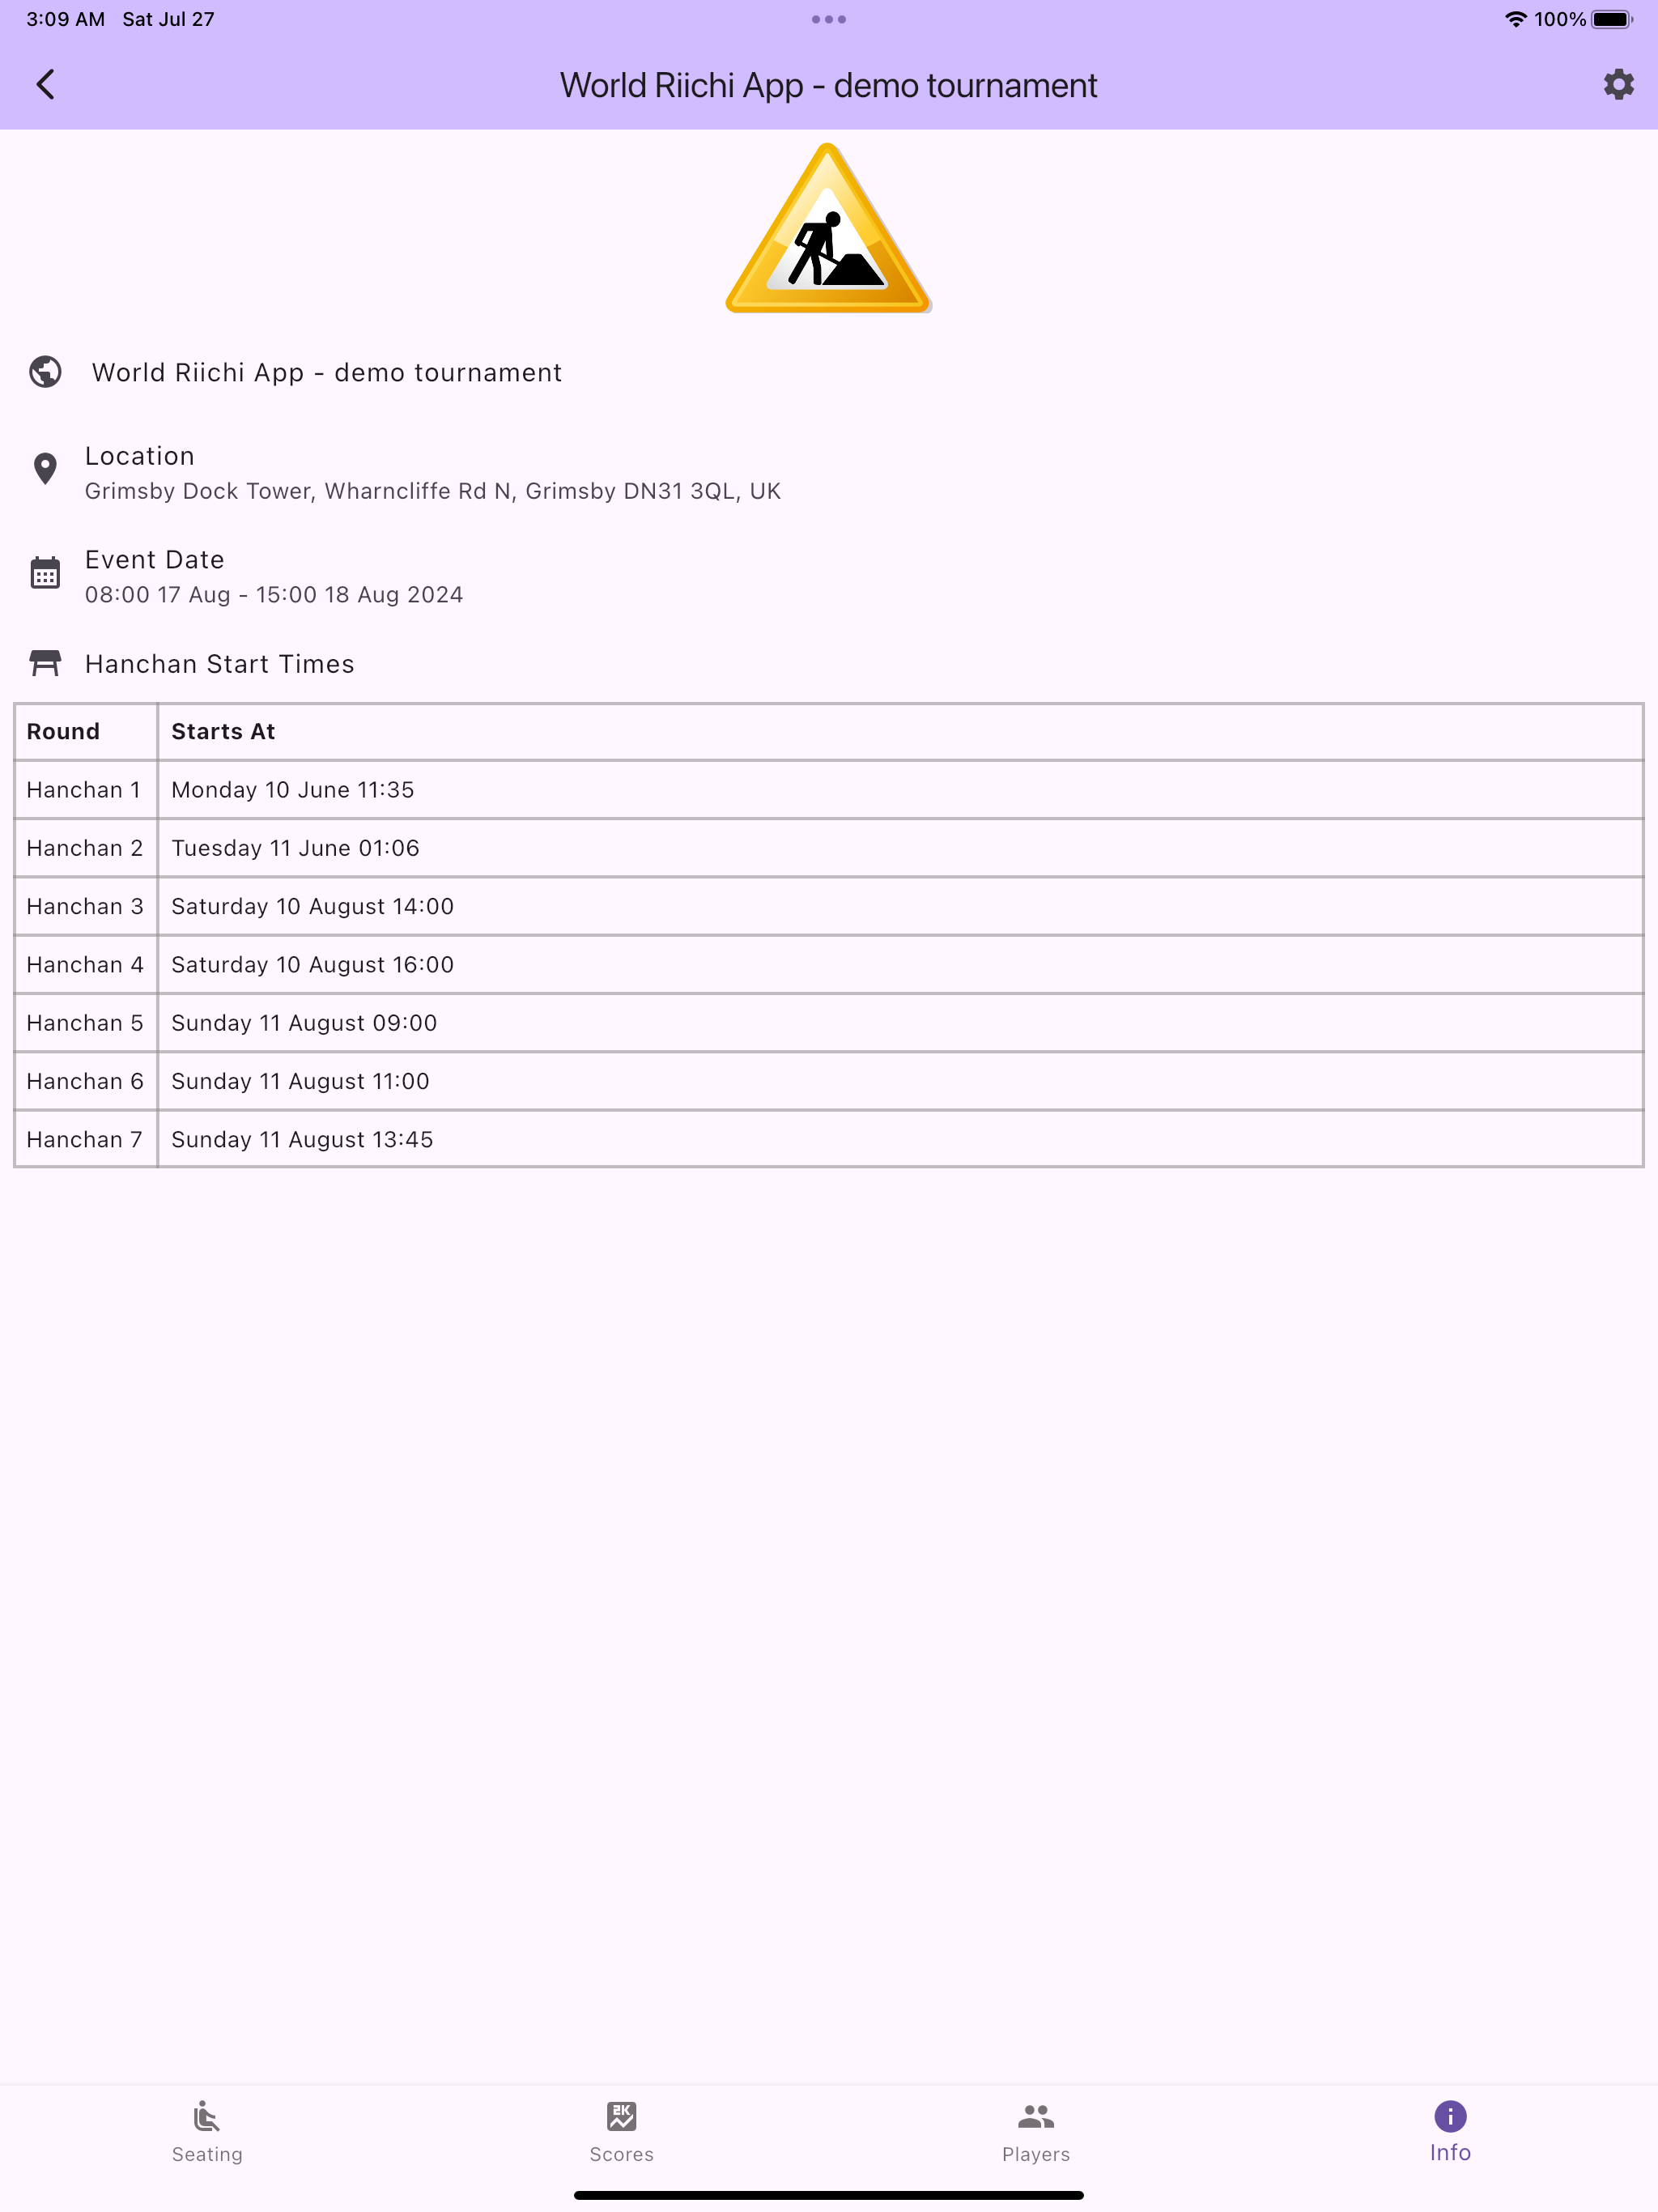 3:09 AM Sat Jul 27
100%
World Riichi App - demo tournament
World Riichi App - demo tournament
Location
Grimsby Dock Tower, Wharncliffe Rd N, Grimsby DN31 3QL, UK
Event Date
08:00 17 Aug - 15:00 18 Aug 2024
Hanchan Start Times
Round Starts At
Hanchan 1 Monday 10 June 11:35
Hanchan 2 Tuesday 11 June 01:06
Hanchan 3 Saturday 10 August 14:00
Hanchan 4 Saturday 10 August 16:00
Hanchan 5 Sunday 11 August 09:00
Hanchan 6 Sunday 11 August 11:00
Hanchan 7 Sunday 11 August 13:45
2K
Seating Scores Players Info